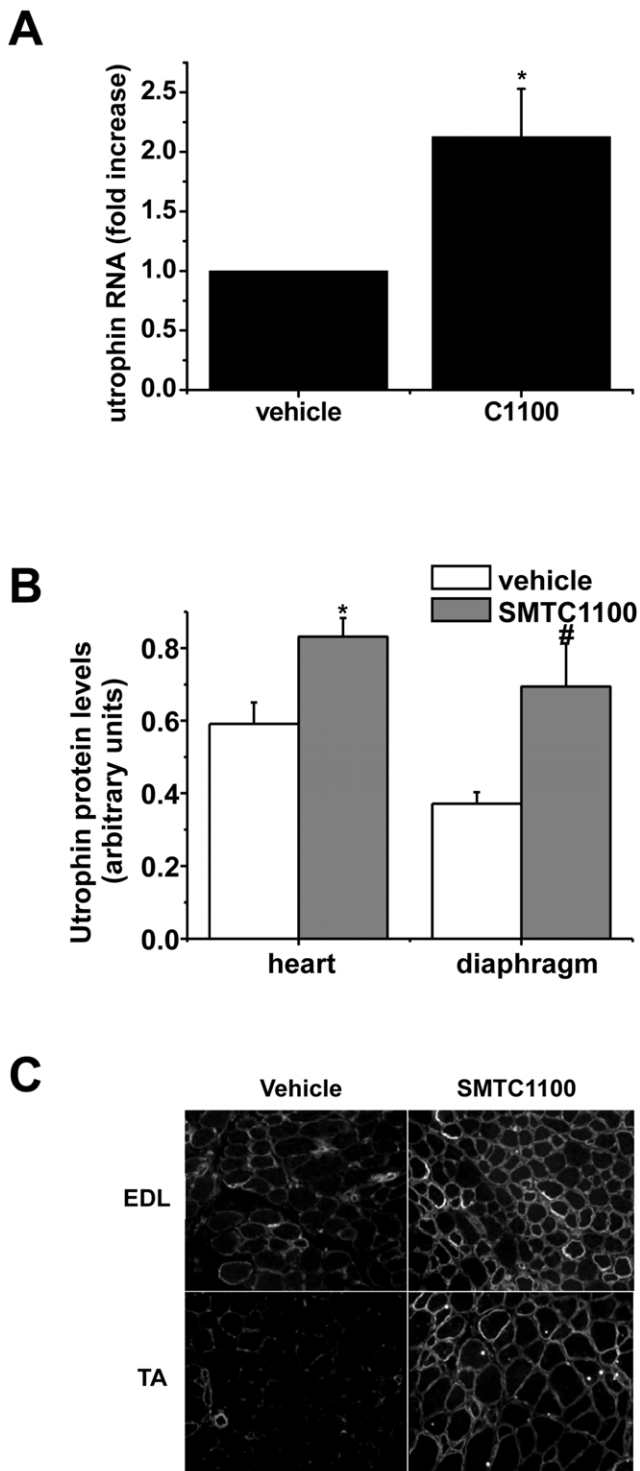 A
utrophin RNA (fold increase)
2.5
2.0
1.5
1.0
0.5
0.0
*
vehicle
C1100
B
vehicle
SMTC1100
Utrophin protein levels
(arbitrary units)
0.8
0.6
0.4
0.2
0.0
*
#
heart
diaphragm
C
Vehicle
SMTC1100
EDL
TA